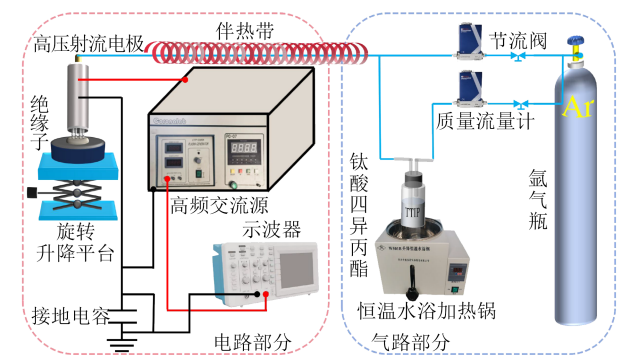 高压射流电极
伴热带
节流阀
绝缘子
Ar
质量流量计
钛酸四异丙酯
氩气瓶
TTIP
高频交流源
旋转
升降平台
示波器
接地电容
恒温水浴加热锅
电路部分
气路部分